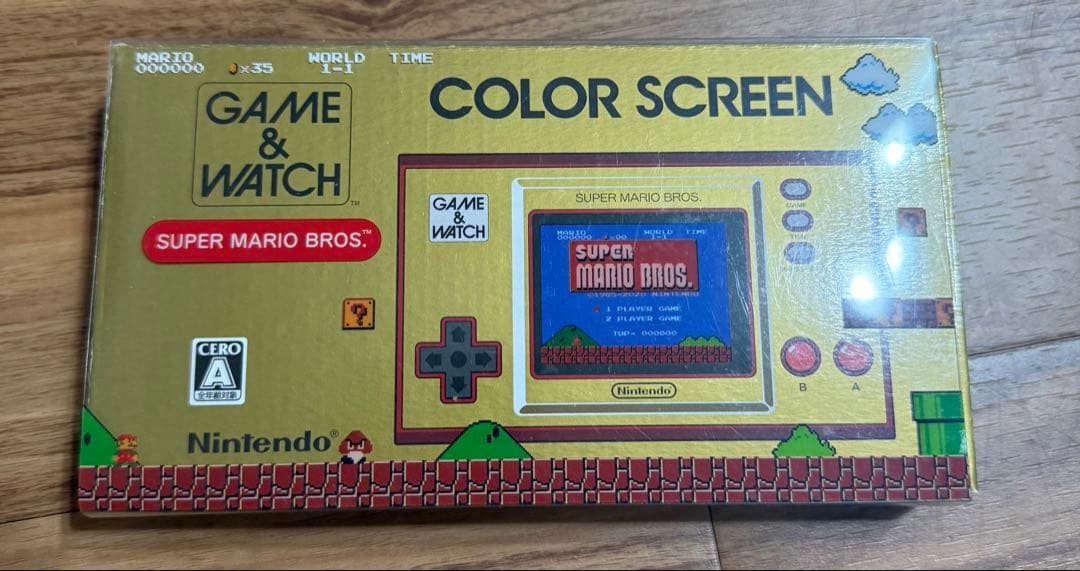 MARIO WORLD TIME
000000 x35 1-1
COLOR SCREEN
GAME
&
WATCH
™
SUPER MARIO BROS.™
?
CERO
A
全年齢対象
Nintendo®
GAME
&
WATCH
SUPER MARIO BROS.
MARIO WORLD TIME
000000 x00 1-1
SUPER
MARIO BROS.
©1985-2020 NINTENDO
1 PLAYER GAME
2 PLAYER GAME
TOP- 000000
Nintendo
GAME
B A